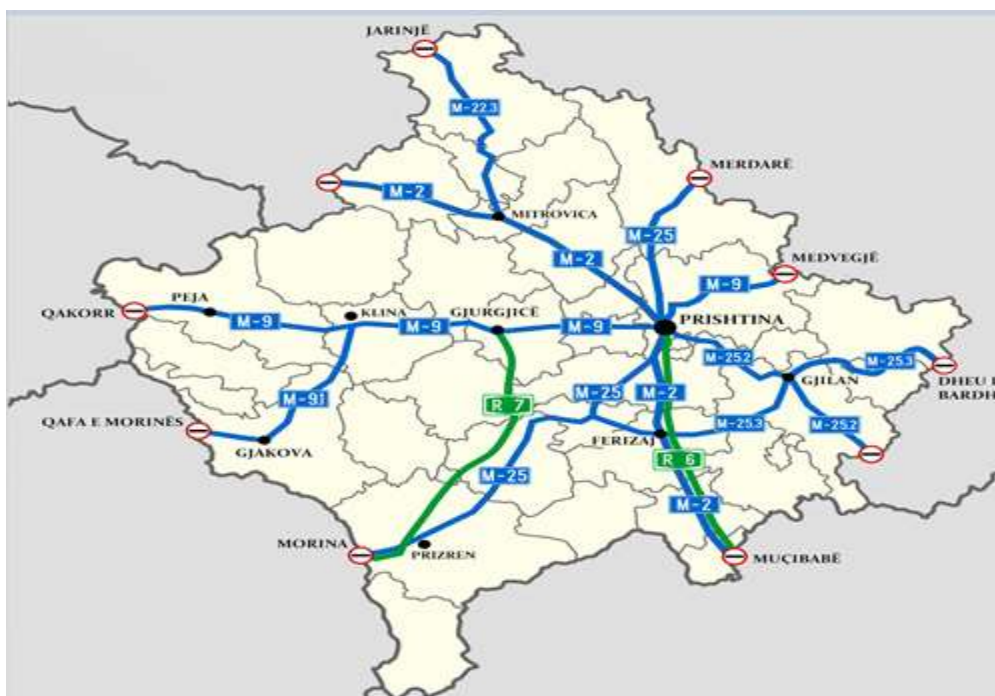 JARINJË
M-22.3
MERDARË
M-2
MITROVICA
M-25
M-2
MEDVEGJË
M-9
PEJA
QAKORR
KLINA
GJURGJICË
PRISHTINA
M-9
M-9
M-9
M-25.2
M-25.3
GJILAN
DHEU I
BARDH
M-9.1
R 7
M-25
M-2
QAFA E MORINËS
GJAKOVA
FERIZAJ
M-25.3
M-25.2
R 6
M-25
M-2
MORINA
PRIZREN
MUÇIBABË